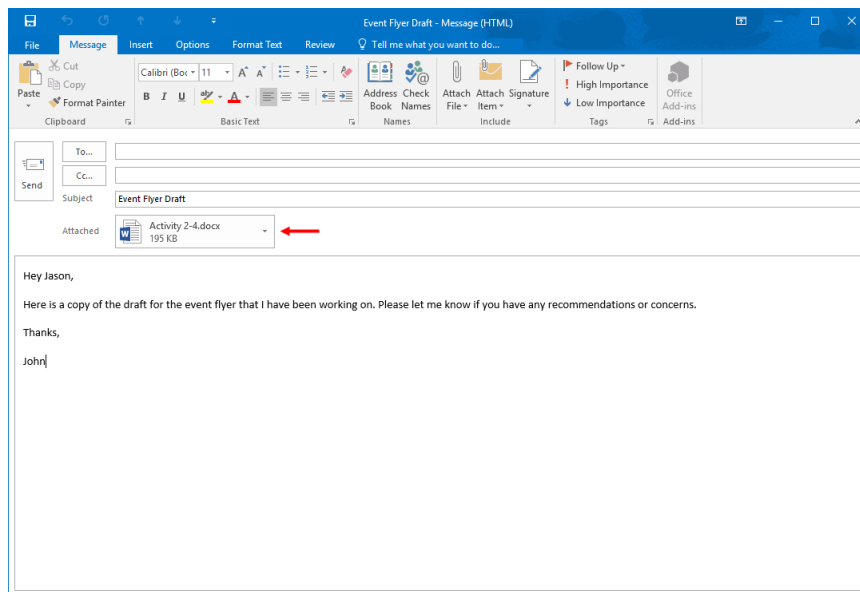 Event Flyer Draft - Message (HTML)
File Message Insert Options Format Text Review Tell me what you want to do...
Paste
Cut
Copy
Format Painter
Clipboard
Calibri (Boc 11
A A
B I U aby A
Basic Text
Address Book
Check Names
Names
Attach File
Attach Item
Signature
Include
Follow Up
High Importance
Low Importance
Tags
Office Add-ins
Add-ins
Send
To...
Cc...
Subject Event Flyer Draft
Attached Activity 2-4.docx
195 KB
Hey Jason,
Here is a copy of the draft for the event flyer that I have been working on. Please let me know if you have any recommendations or concerns.
Thanks,
John